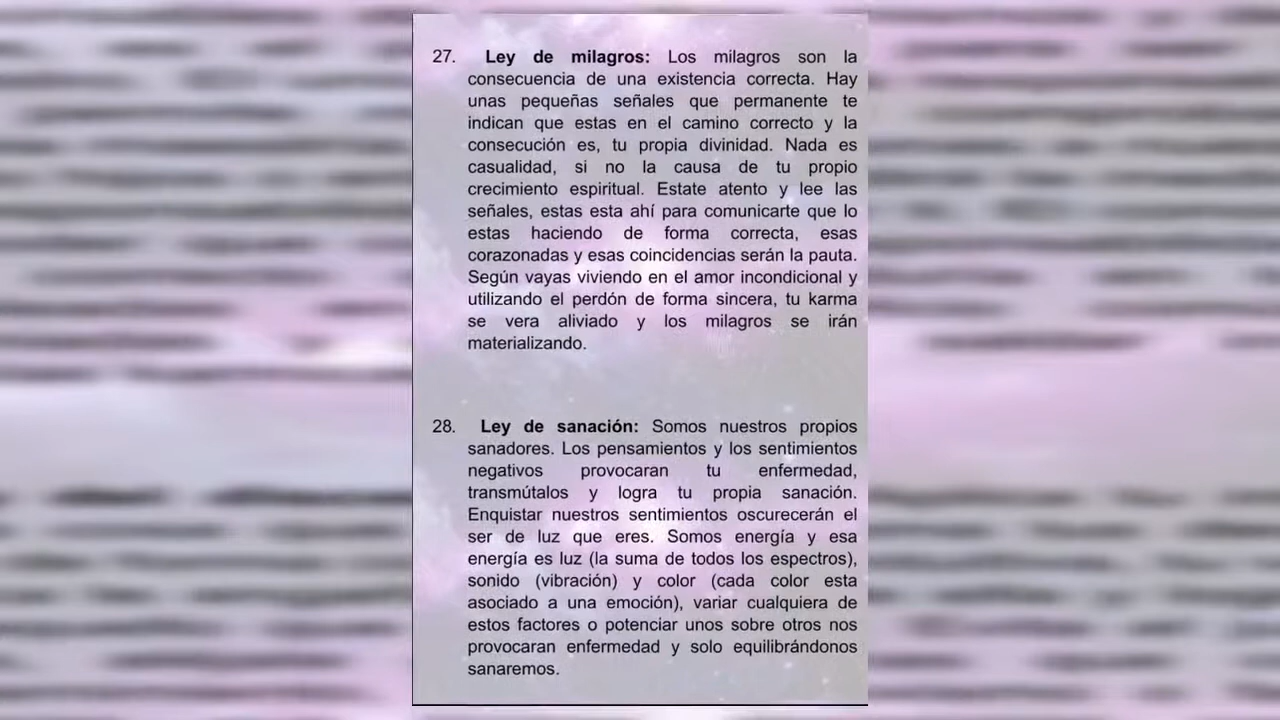 27. Ley de milagros: Los milagros son la
consecuencia de una existencia correcta. Hay
unas pequeñas señales que permanente te
indican que estas en el camino correcto y la
consecución es, tu propia divinidad. Nada es
casualidad, si no la causa de tu propio
crecimiento espiritual. Estate atento y lee las
señales, estas esta ahí para comunicarte que lo
estas haciendo de forma correcta, esas
corazonadas y esas coincidencias serán la pauta.
Según vayas viviendo en el amor incondicional y
utilizando el perdón de forma sincera, tu karma
se vera aliviado y los milagros se irán
materializando.
28. Ley de sanación: Somos nuestros propios
sanadores. Los pensamientos y los sentimientos
negativos provocaran tu enfermedad,
transmútalos y logra tu propia sanación.
Enquistar nuestros sentimientos oscurecerán el
ser de luz que eres. Somos energía y esa
energía es luz (la suma de todos los espectros),
sonido (vibración) y color (cada color esta
asociado a una emoción), variar cualquiera de
estos factores o potenciar unos sobre otros nos
provocaran enfermedad y solo equilibrándonos
sanaremos.